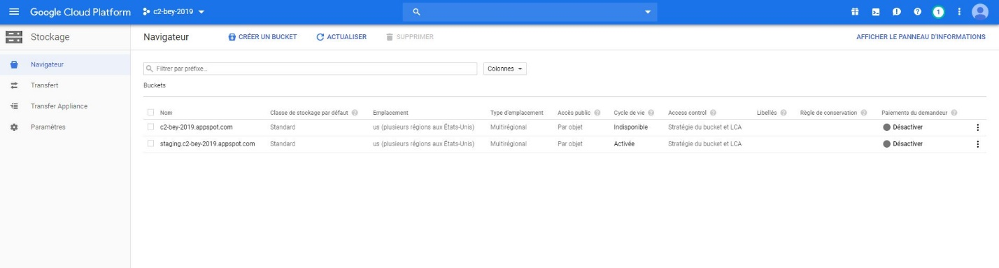 Google Cloud Platform c2-bey-2019 1
Stockage Navigateur CRÉER UN BUCKET ACTUALISER SUPPRIMER AFFICHER LE PANNEAU D'INFORMATIONS
Navigateur
Transfert
Transfer Appliance
Paramètres
Filtrer par préfixe... Colonnes
Buckets
Nom Classe de stockage par défaut Emplacement Type d'emplacement Accès public Cycle de vie Access control Libellés Règle de conservation Paiements du demandeur
c2-bey-2019.appspot.com Standard us (plusieurs régions aux États-Unis) Multirégional Par objet Indisponible Stratégie du bucket et LCA Désactiver
staging.c2-bey-2019.appspot.com Standard us (plusieurs régions aux États-Unis) Multirégional Par objet Activée Stratégie du bucket et LCA Désactiver